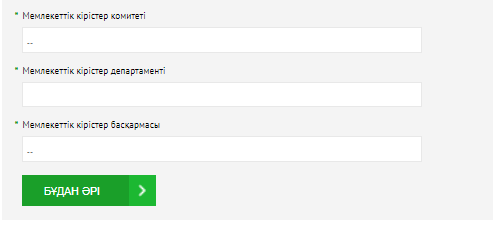 * Мемлекеттік кірістер комитеті
--
* Мемлекеттік кірістер департаменті
* Мемлекеттік кірістер басқармасы
--
БҰДАН ӘРІ